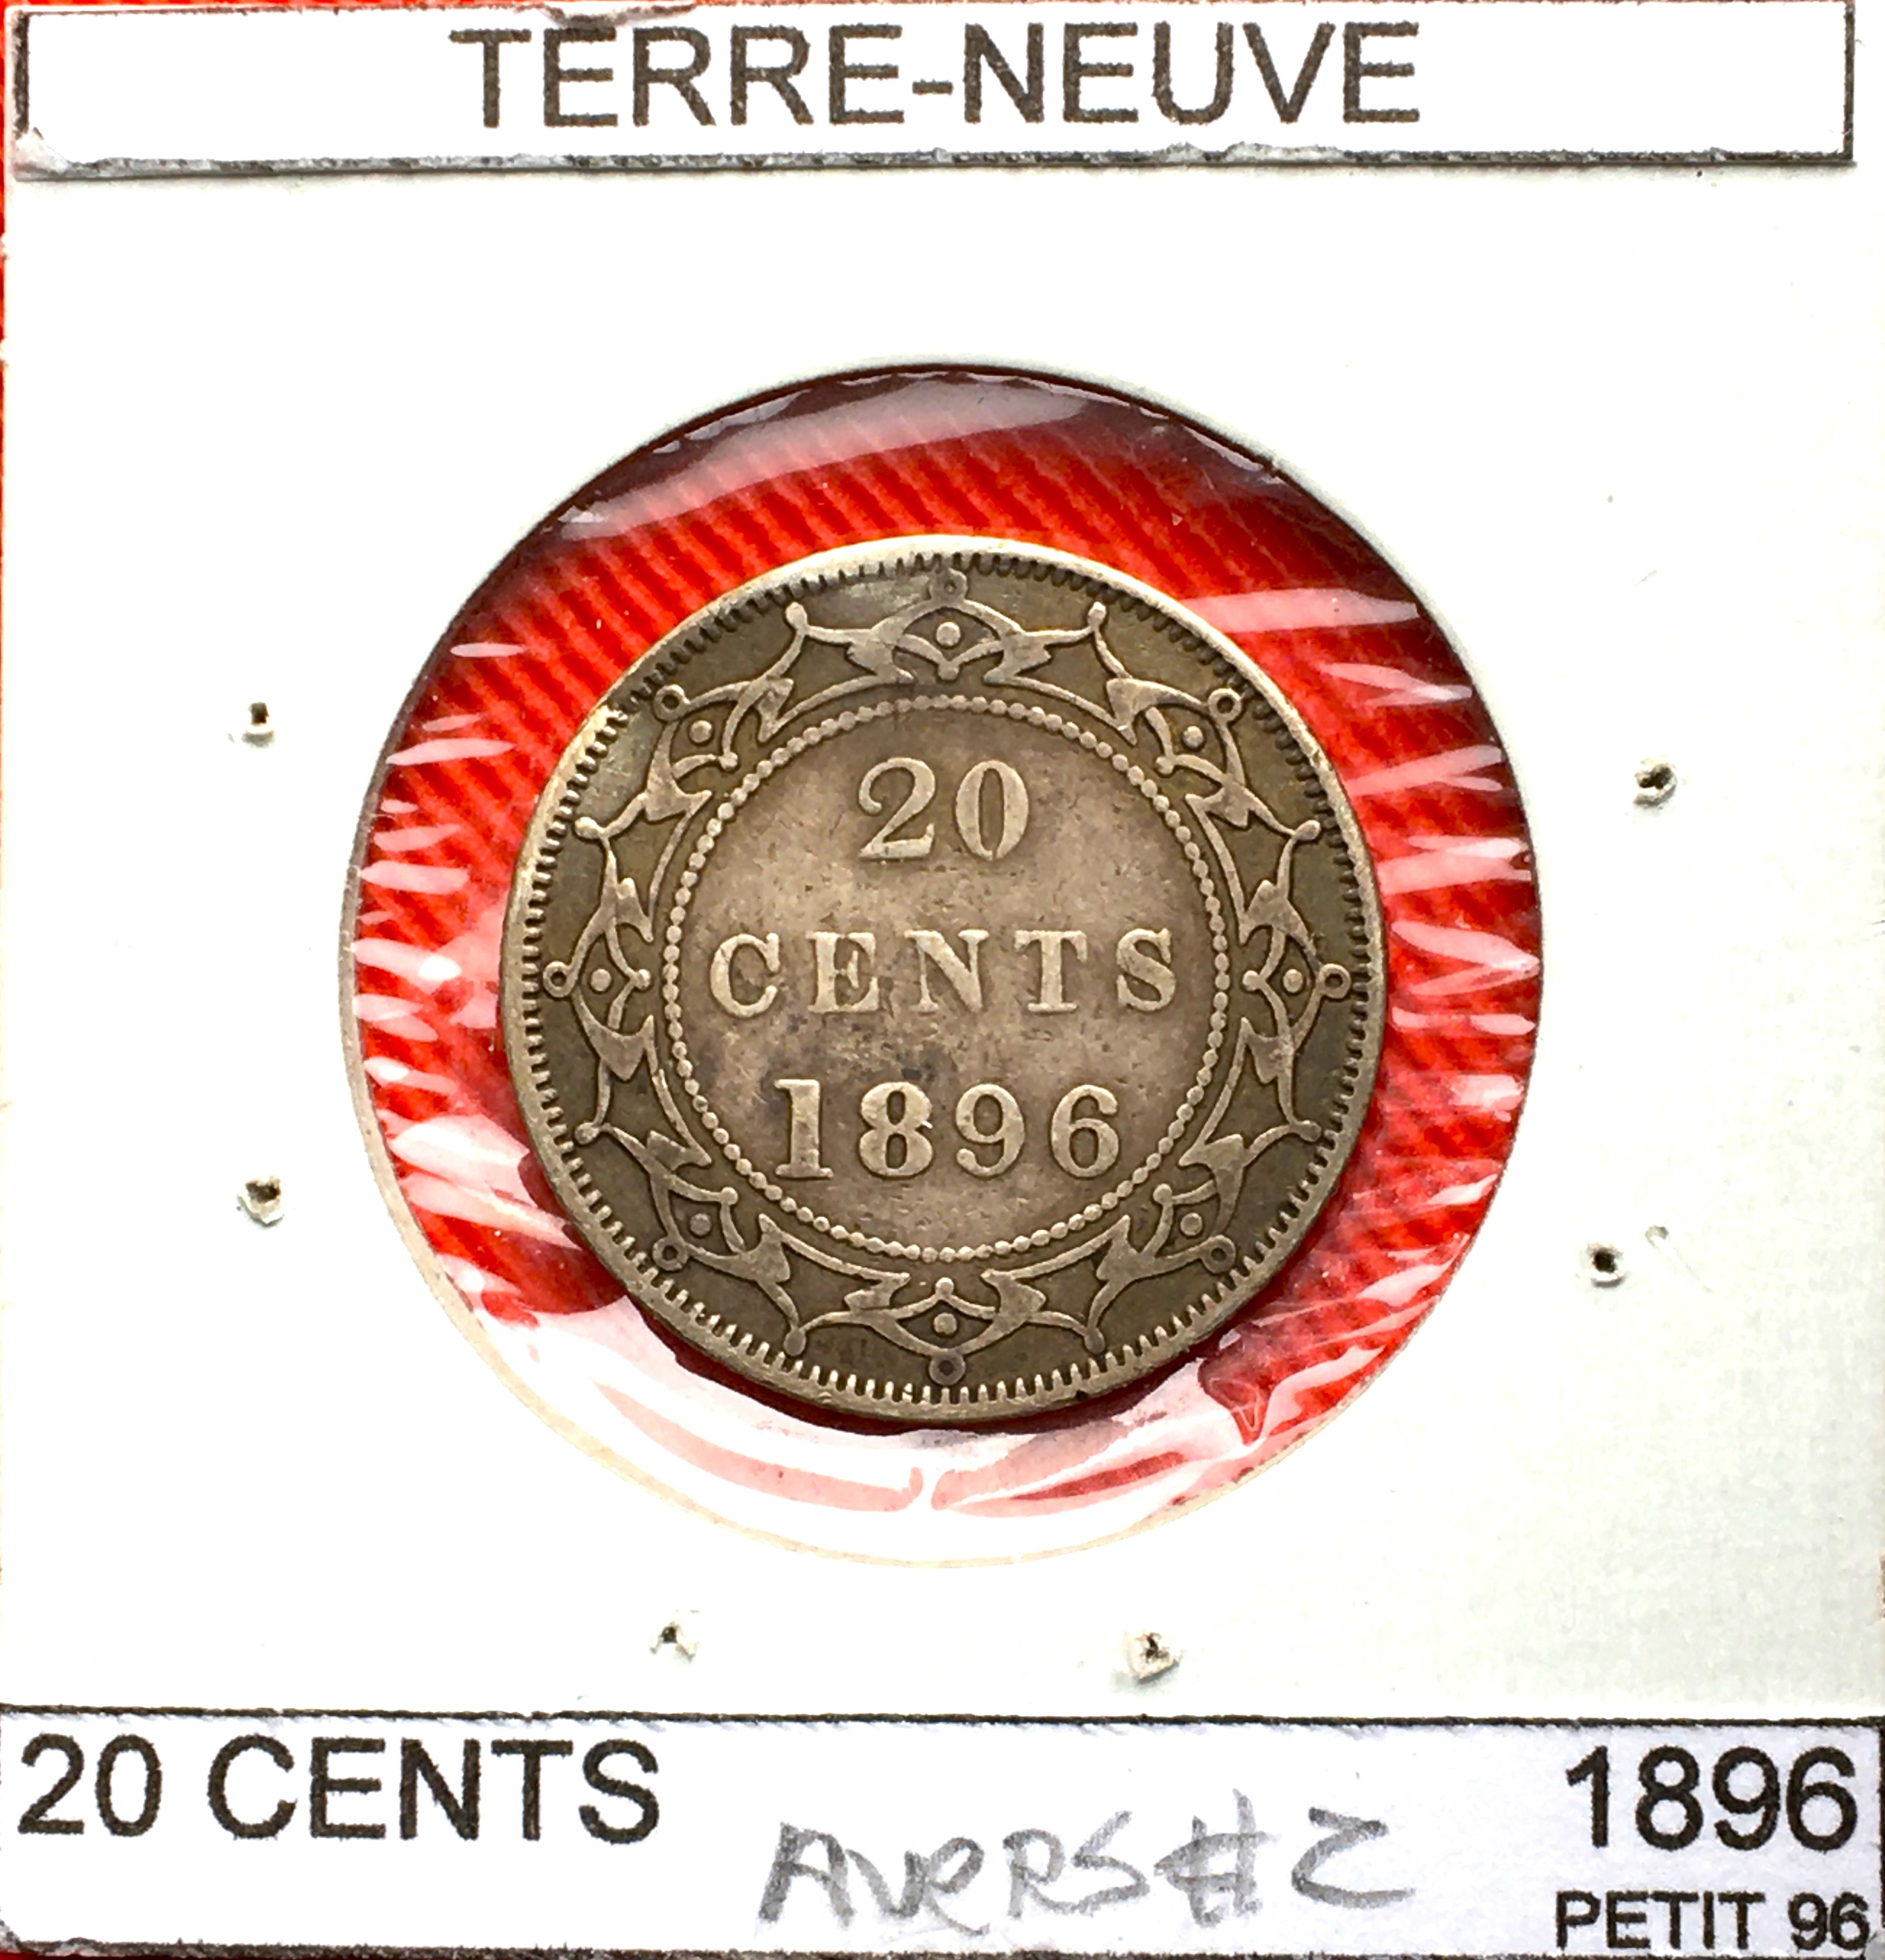 TERRE-NEUVE
20
CENTS
1896
20 CENTS
AVERS #2
1896
PETIT 96